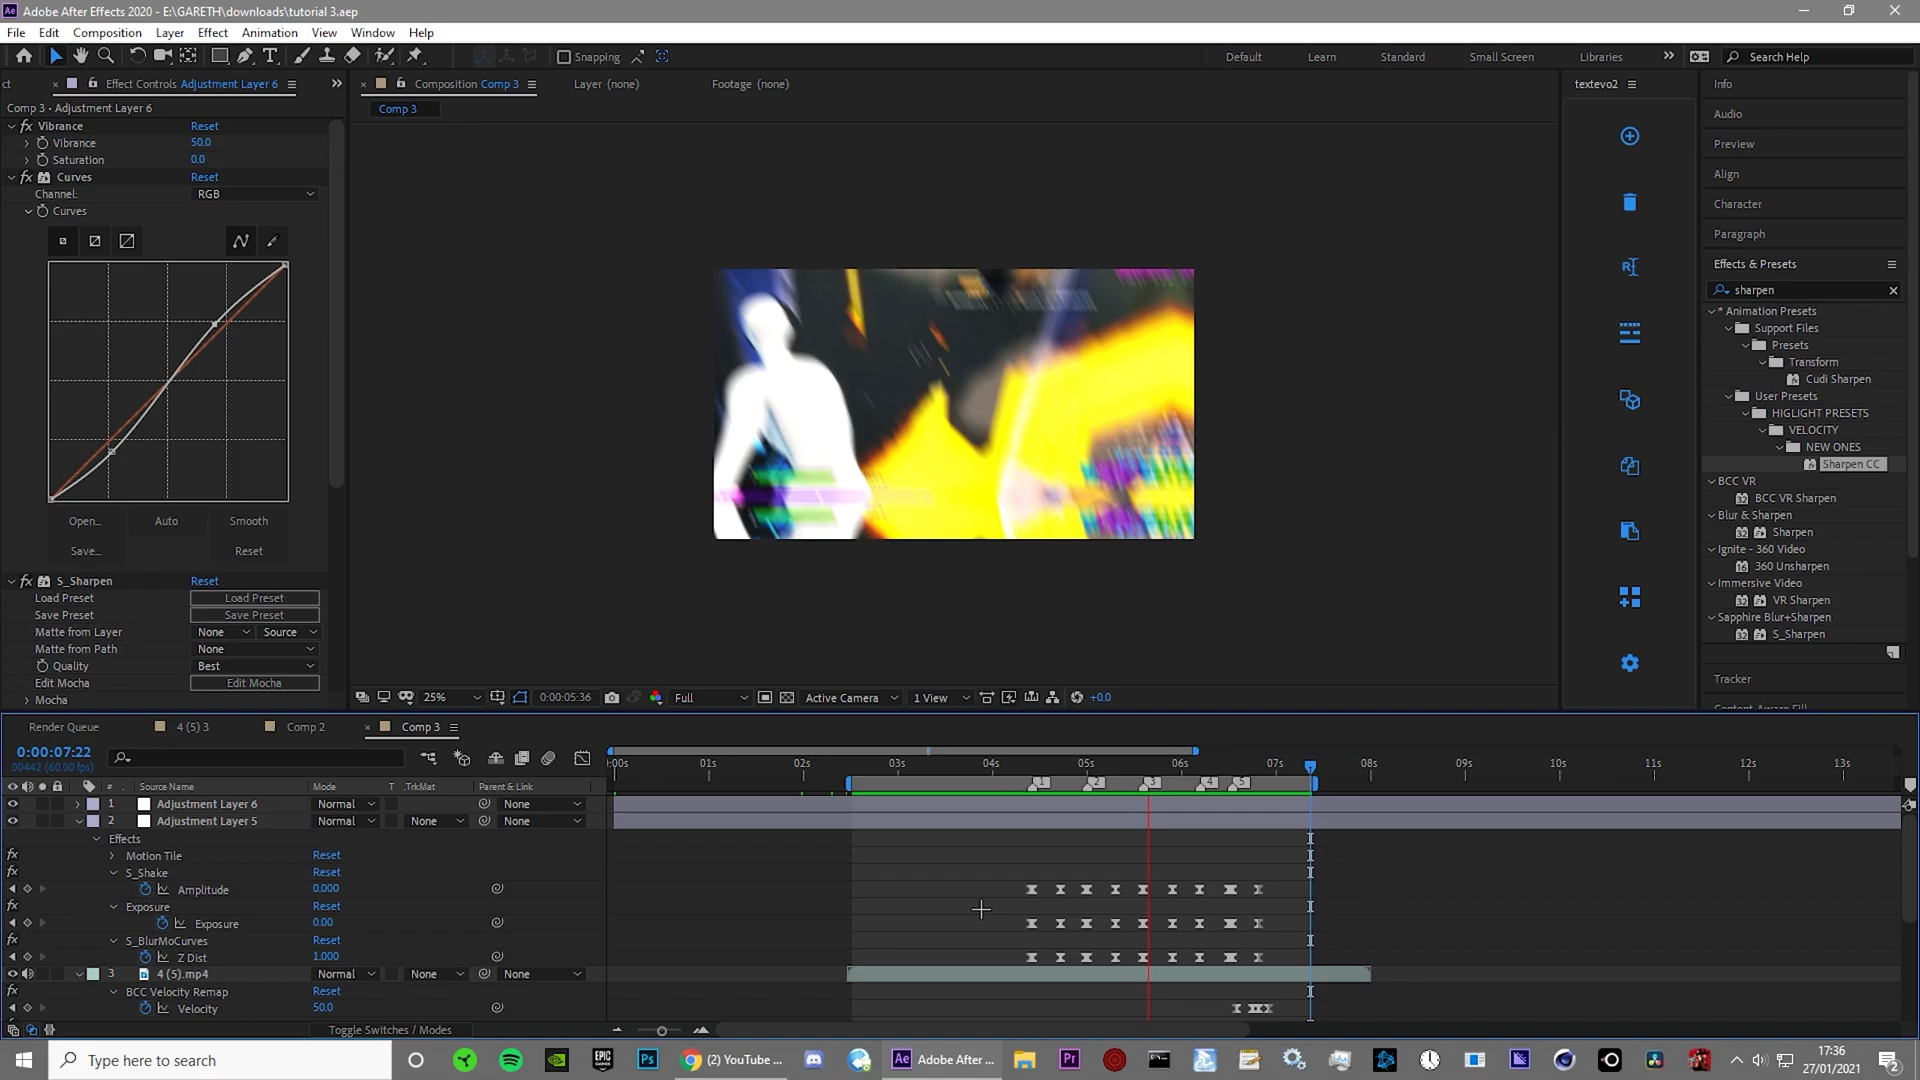 Adobe After Effects 2020 - E:\GARETH\downloads\tutorial 3.aep
File Edit Composition Layer Effect Animation View Window Help
Snapping
Default Learn Standard Small Screen Libraries
Search Help
ct
Effect Controls Adjustment Layer 6
Composition Comp 3
Layer (none)
Footage (none)
Comp 3 • Adjustment Layer 6
Comp 3
Vibrance Reset
Vibrance 50.0
Saturation 0.0
Curves Reset
Channel: RGB
Curves
Open... Auto Smooth
Save... Reset
S_Sharpen Reset
Load Preset Load Preset
Save Preset Save Preset
Matte from Layer None Source
Matte from Path None
Quality Best
Edit Mocha Edit Mocha
Mocha
25% 0:00:05:36 Full Active Camera 1 View +0.0
textevo2
Info
Audio
Preview
Align
Character
Paragraph
Effects & Presets
sharpen
* Animation Presets
Support Files
Presets
Transform
Cudi Sharpen
User Presets
HIGLIGHT PRESETS
VELOCITY
NEW ONES
Sharpen CC
BCC VR
BCC VR Sharpen
Blur & Sharpen
Sharpen
Ignite - 360 Video
360 Unsharpen
Immersive Video
VR Sharpen
Sapphire Blur+Sharpen
S_Sharpen
Tracker
Content-Aware Fill
Render Queue 4 (5) 3 Comp 2 Comp 3
0:00:07:22
00442 (60.00 fps)
:00s 01s 02s 03s 04s 05s 06s 07s 08s 09s 10s 11s 12s 13s
1 2 3 4 5
# Source Name Mode T .TrkMat Parent & Link
1 Adjustment Layer 6 Normal None
2 Adjustment Layer 5 Normal None None
Effects
Motion Tile Reset
S_Shake Reset
Amplitude 0.000
Exposure Reset
Exposure 0.00
S_BlurMoCurves Reset
Z Dist 1.000
3 4 (5).mp4 Normal None None
BCC Velocity Remap Reset
Velocity 50.0
Toggle Switches / Modes
Type here to search
(2) YouTube ...
Adobe After ...
17:36
27/01/2021
2